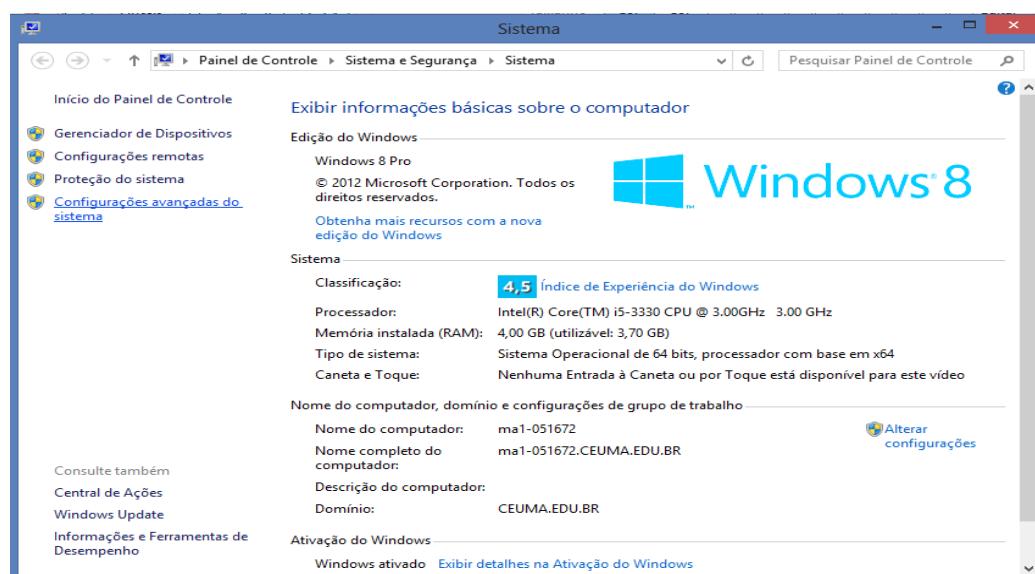 Sistema
Painel de Controle Sistema e Segurança Sistema
Pesquisar Painel de Controle
Início do Painel de Controle
Gerenciador de Dispositivos
Configurações remotas
Proteção do sistema
Configurações avançadas do
sistema
Consulte também
Central de Ações
Windows Update
Informações e Ferramentas de
Desempenho
Exibir informações básicas sobre o computador
Edição do Windows
Windows 8 Pro
© 2012 Microsoft Corporation. Todos os
direitos reservados.
Obtenha mais recursos com a nova
edição do Windows
Windows 8
Sistema
Classificação: 4,5 Índice de Experiência do Windows
Processador: Intel(R) Core(TM) i5-3330 CPU @ 3.00GHz 3.00 GHz
Memória instalada (RAM): 4,00 GB (utilizável: 3,70 GB)
Tipo de sistema: Sistema Operacional de 64 bits, processador com base em x64
Caneta e Toque: Nenhuma Entrada à Caneta ou por Toque está disponível para este vídeo
Nome do computador, domínio e configurações de grupo de trabalho
Nome do computador: ma1-051672
Alterar
configurações
Nome completo do
computador: ma1-051672.CEUMA.EDU.BR
Descrição do computador:
Domínio: CEUMA.EDU.BR
Ativação do Windows
Windows ativado Exibir detalhes na Ativação do Windows